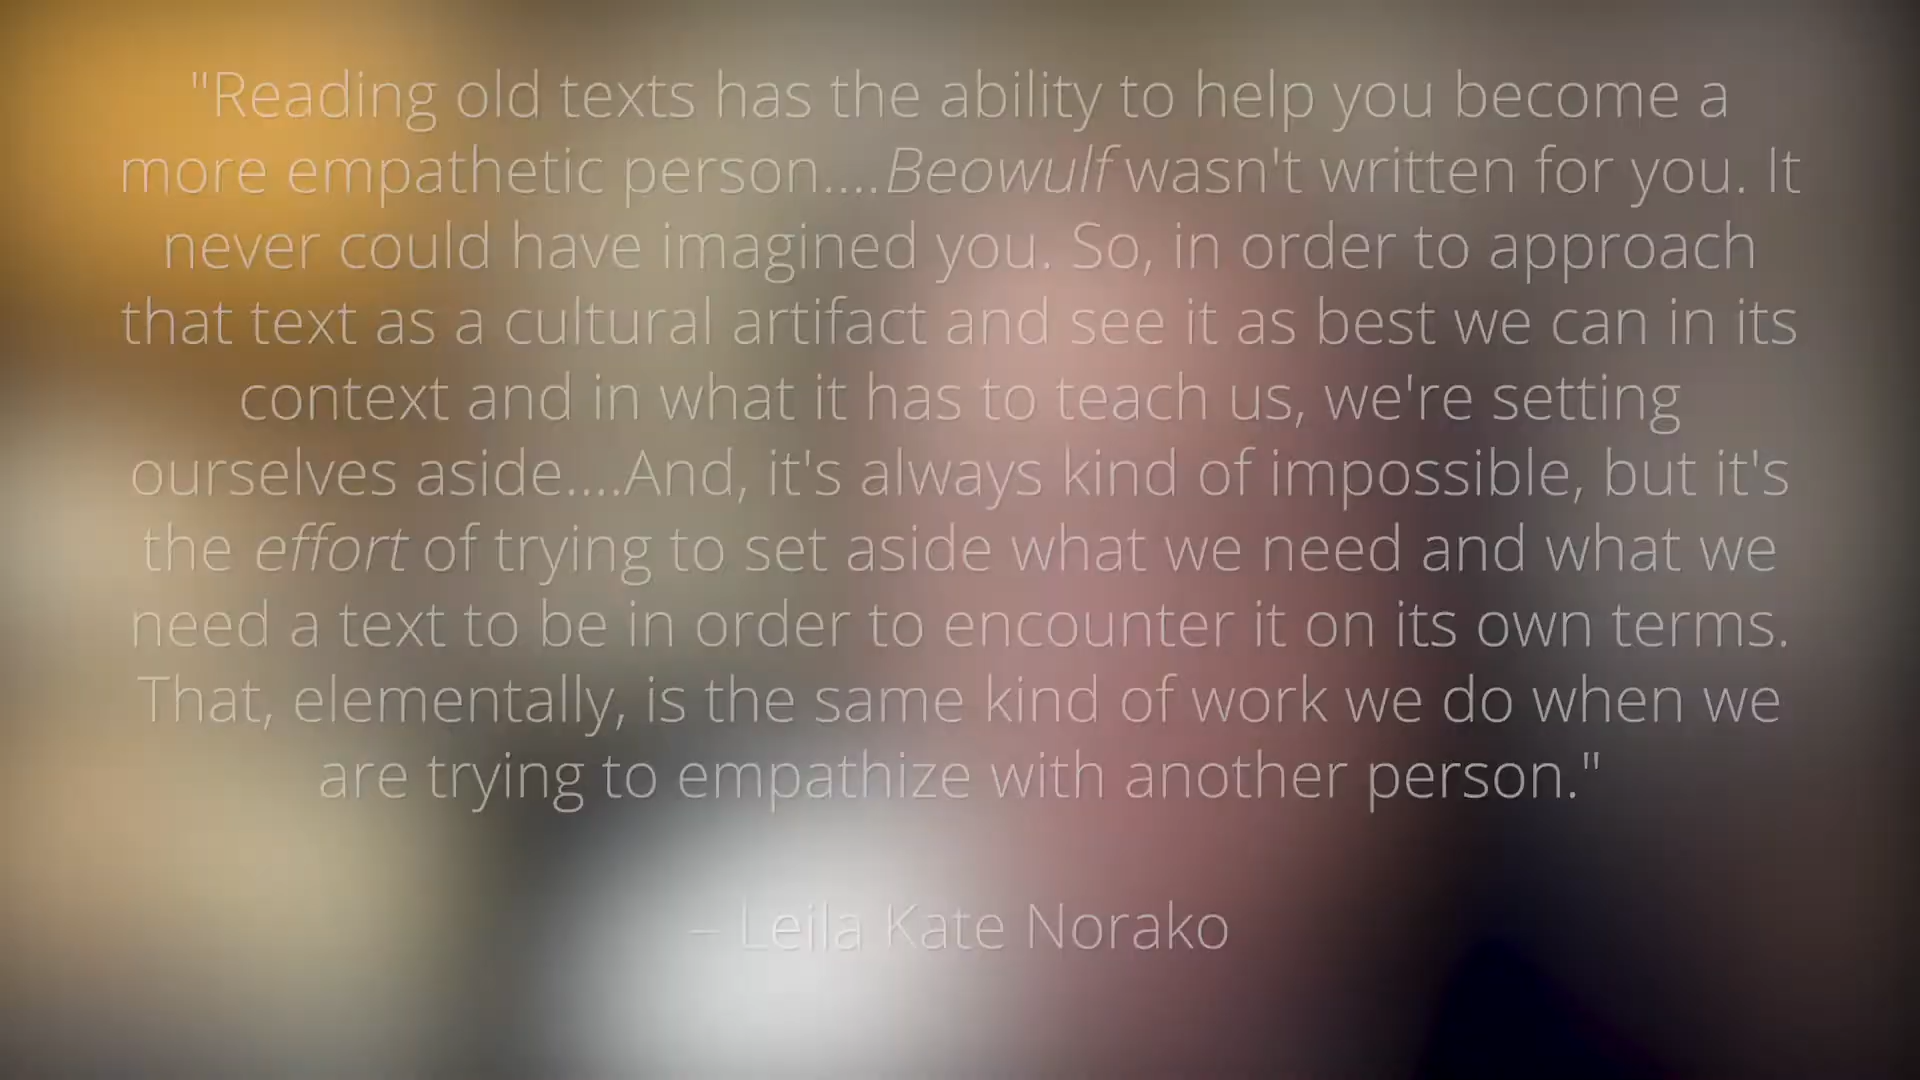 "Reading old texts has the ability to help you become a
more empathetic person....Beowulf wasn't written for you. It
never could have imagined you. So, in order to approach
that text as a cultural artifact and see it as best we can in its
context and in what it has to teach us, we're setting
ourselves aside....And, it's always kind of impossible, but it's
the effort of trying to set aside what we need and what we
need a text to be in order to encounter it on its own terms.
That, elementally, is the same kind of work we do when we
are trying to empathize with another person."
– Leila Kate Norako